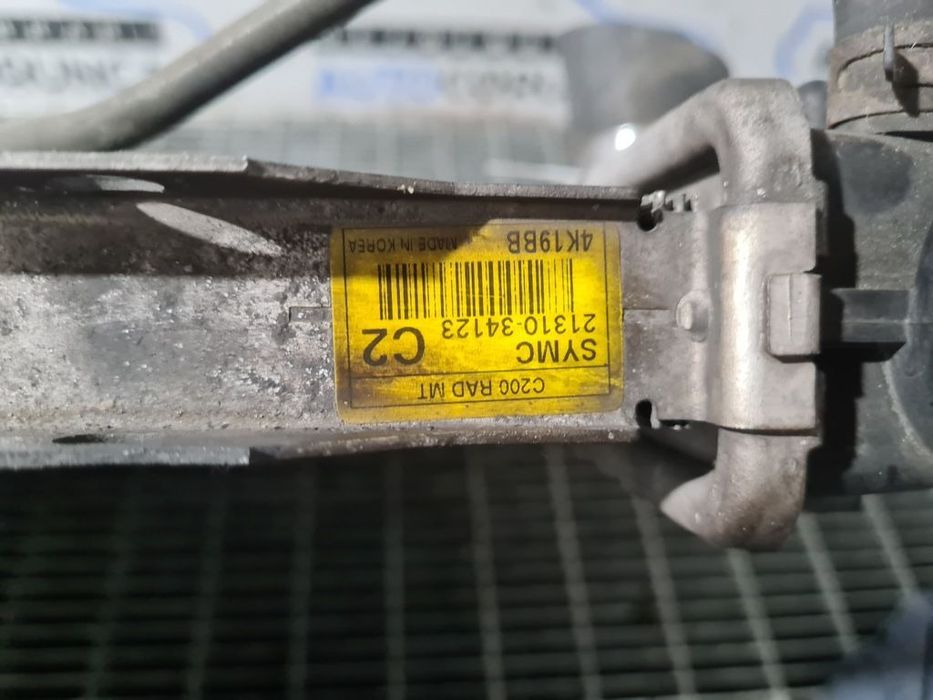 C200 RAD MT
SYMC
21310-34123
C2
4K19BB
MADE IN KOREA